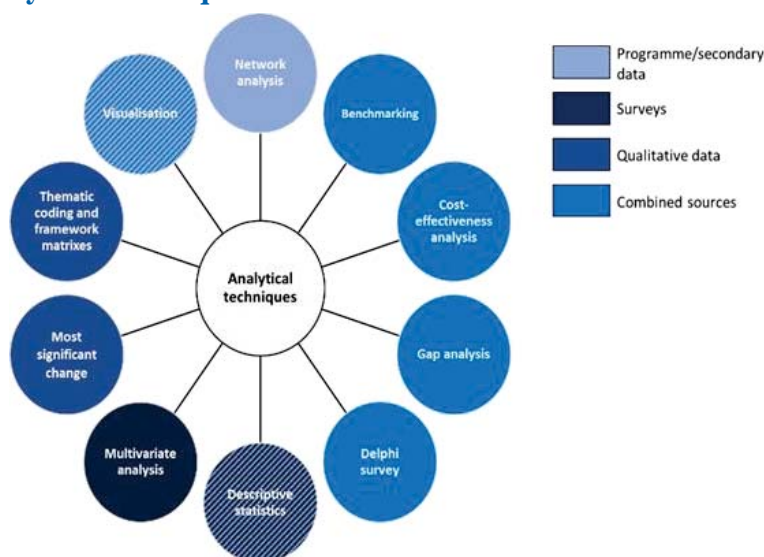 Network
analysis
Benchmarking
Cost-
effectiveness
analysis
Gap analysis
Delphi
survey
Descriptive
statistics
Multivariate
analysis
Most
significant
change
Thematic
coding and
framework
matrixes
Visualisation
Analytical
techniques
Programme/secondary
data
Surveys
Qualitative data
Combined sources